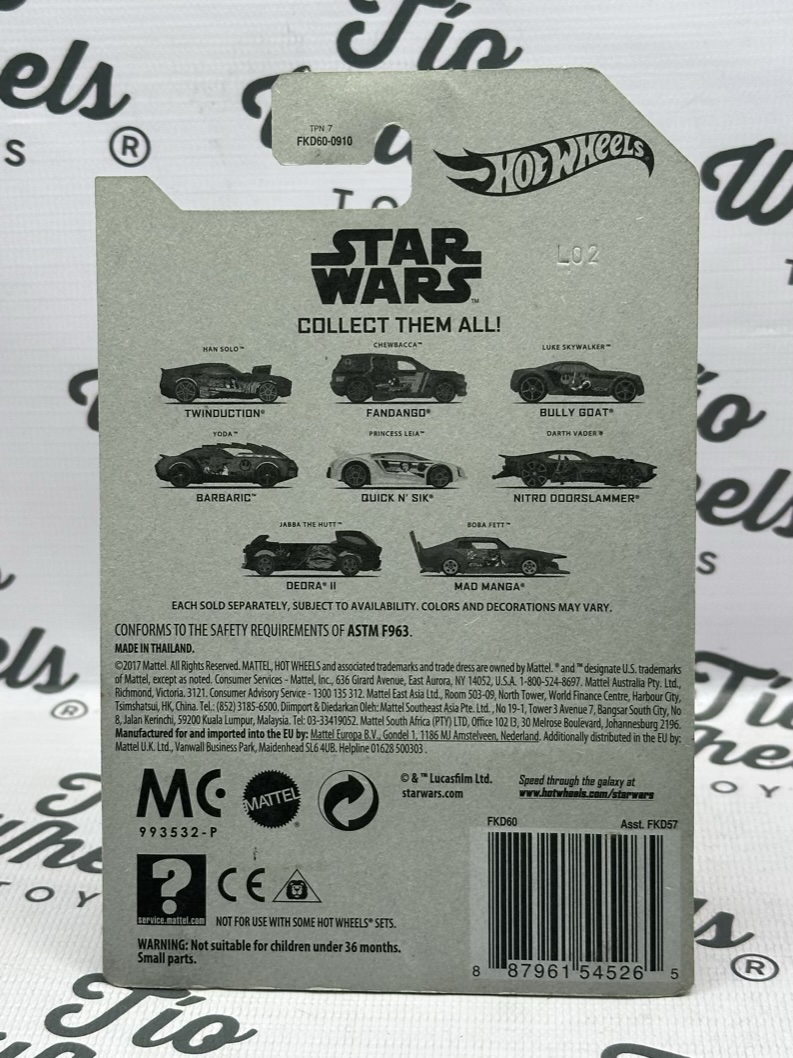 Tío
Wheels
TOYS
®
TPN 7
FKD60-0910
2
HOT WHEELS
L02
STAR
WARS™
COLLECT THEM ALL!
HAN SOLO™ CHEWBACCA™ LUKE SKYWALKER™
TWINDUCTION® FANDANGO® BULLY GOAT®
YODA™ PRINCESS LEIA™ DARTH VADER®
BARBARIC™ QUICK N' SIK® NITRO DOORSLAMMER®
JABBA THE HUTT™ BOBA FETT™
DEORA® II MAD MANGA®
EACH SOLD SEPARATELY, SUBJECT TO AVAILABILITY. COLORS AND DECORATIONS MAY VARY.
CONFORMS TO THE SAFETY REQUIREMENTS OF ASTM F963.
MADE IN THAILAND.
©2017 Mattel. All Rights Reserved. MATTEL, HOT WHEELS and associated trademarks and trade dress are owned by Mattel. ® and ™ designate U.S. trademarks
of Mattel, except as noted. Consumer Services - Mattel, Inc., 636 Girard Avenue, East Aurora, NY 14052, U.S.A. 1-800-524-8697. Mattel Australia Pty. Ltd.,
Richmond, Victoria. 3121. Consumer Advisory Service - 1300 135 312. Mattel East Asia Ltd., Room 503-09, North Tower, World Finance Centre, Harbour City,
Tsimshatsui, HK, China. Tel.: (852) 3185-6500. Diimport & Diedarkan Oleh: Mattel Southeast Asia Pte. Ltd., No 19-1, Tower 3 Avenue 7, Bangsar South City, No
8, Jalan Kerinchi, 59200 Kuala Lumpur, Malaysia. Tel: 03-33419052. Mattel South Africa (PTY) LTD, Office 102 I3, 30 Melrose Boulevard, Johannesburg 2196.
Manufactured for and imported into the EU by: Mattel Europa B.V., Gondel 1, 1186 MJ Amstelveen, Nederland. Additionally distributed in the EU by:
Mattel U.K. Ltd., Vanwall Business Park, Maidenhead SL6 4UB. Helpline 01628 500303.
MC
993532-P
MATTEL®
© & ™ Lucasfilm Ltd.
starwars.com
Speed through the galaxy at
www.hotwheels.com/starwars
FKD60 Asst. FKD57
?
service.mattel.com
CE
NOT FOR USE WITH SOME HOT WHEELS® SETS.
WARNING: Not suitable for children under 36 months.
Small parts.
8 87961 54526 5